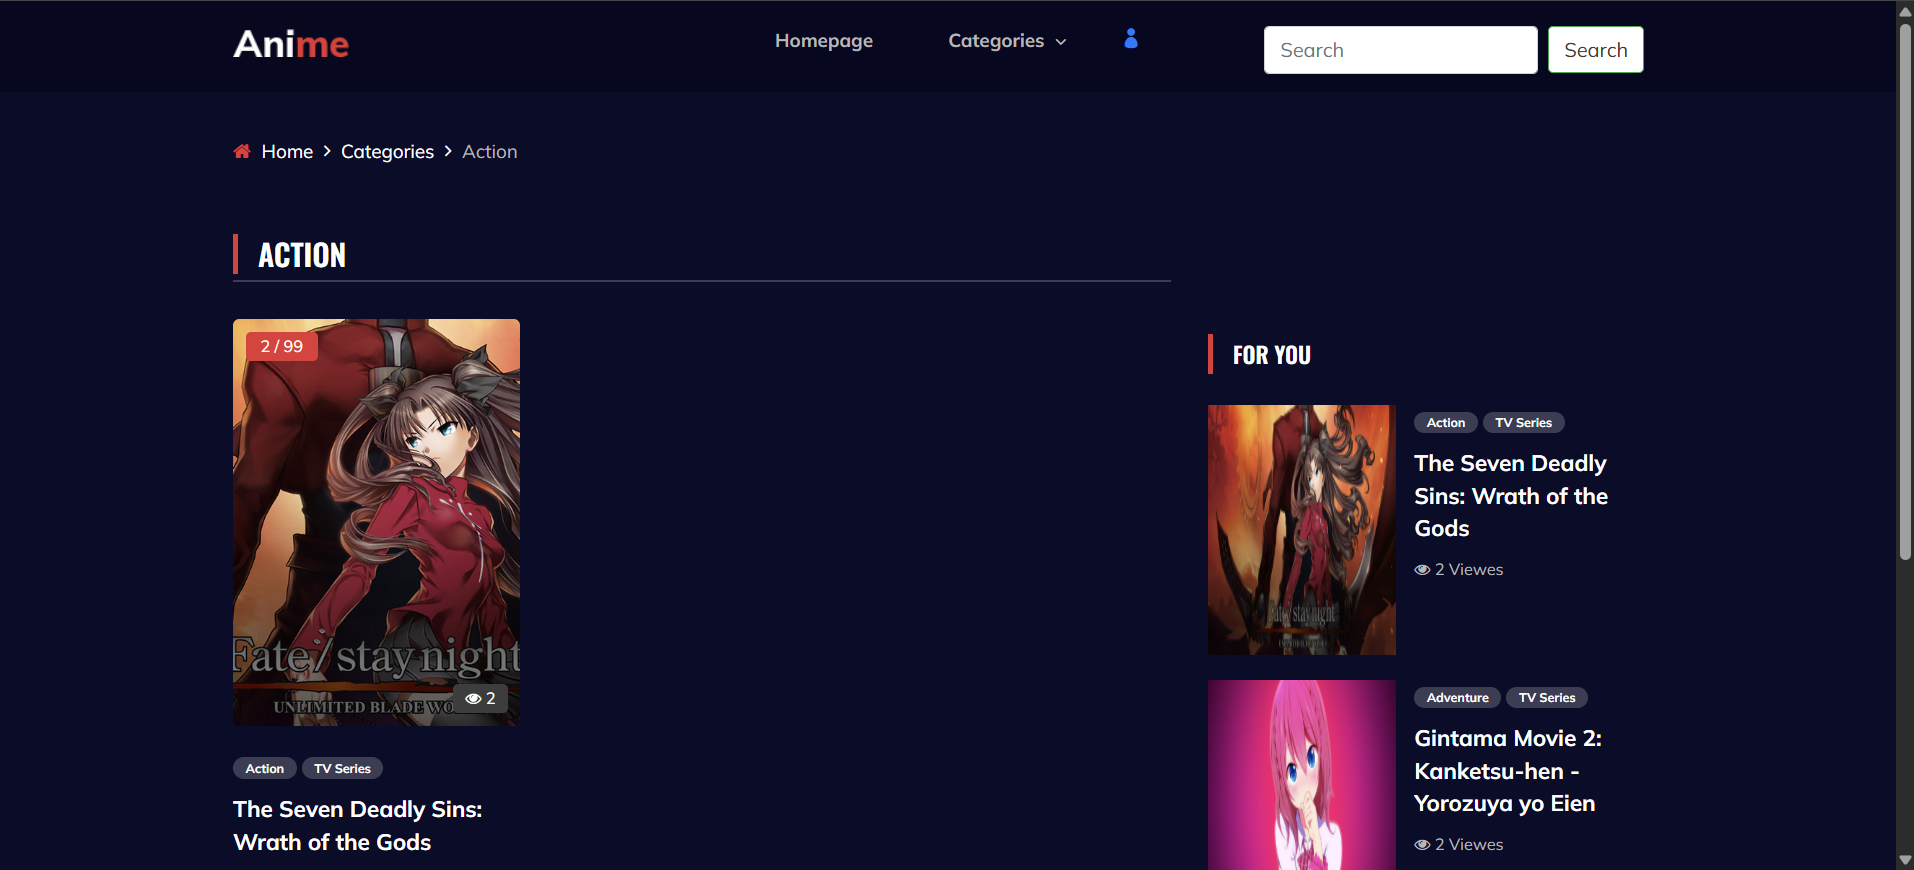 Anime
Homepage
Categories
Search
Search
Home > Categories > Action
ACTION
2 / 99
Fate/stay night
UNLIMITED BLADE WO
2
Action
TV Series
The Seven Deadly Sins:
Wrath of the Gods
FOR YOU
Fate/stay night
Action
TV Series
The Seven Deadly
Sins: Wrath of the
Gods
2 Viewes
Adventure
TV Series
Gintama Movie 2:
Kanketsu-hen -
Yorozuya yo Eien
2 Viewes